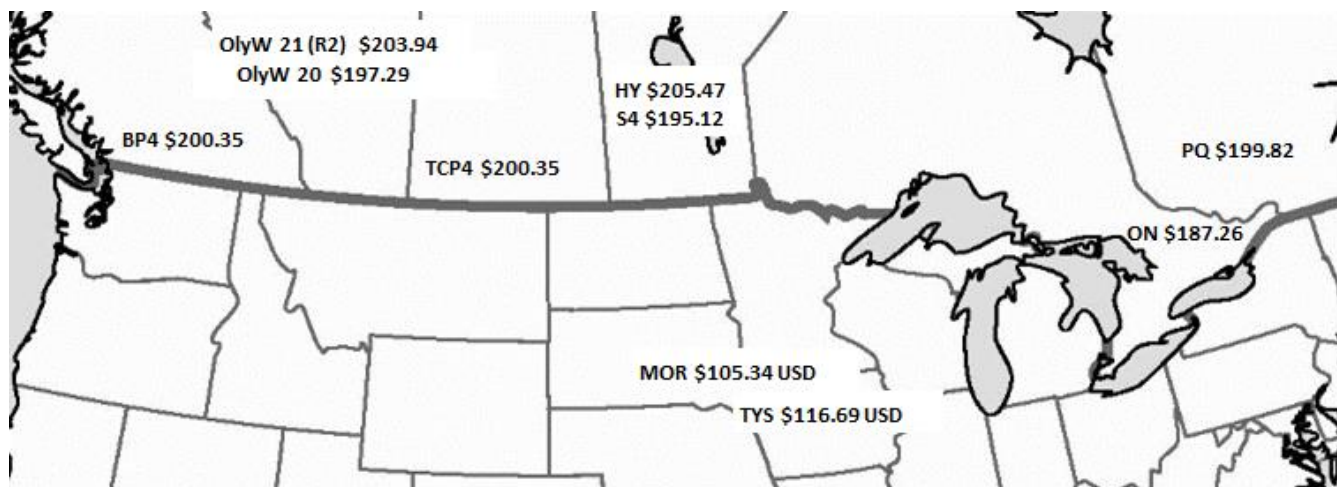 OlyW 21 (R2) $203.94
OlyW 20 $197.29
HY $205.47
S4 $195.12
BP4 $200.35
TCP4 $200.35
PQ $199.82
ON $187.26
MOR $105.34 USD
TYS $116.69 USD